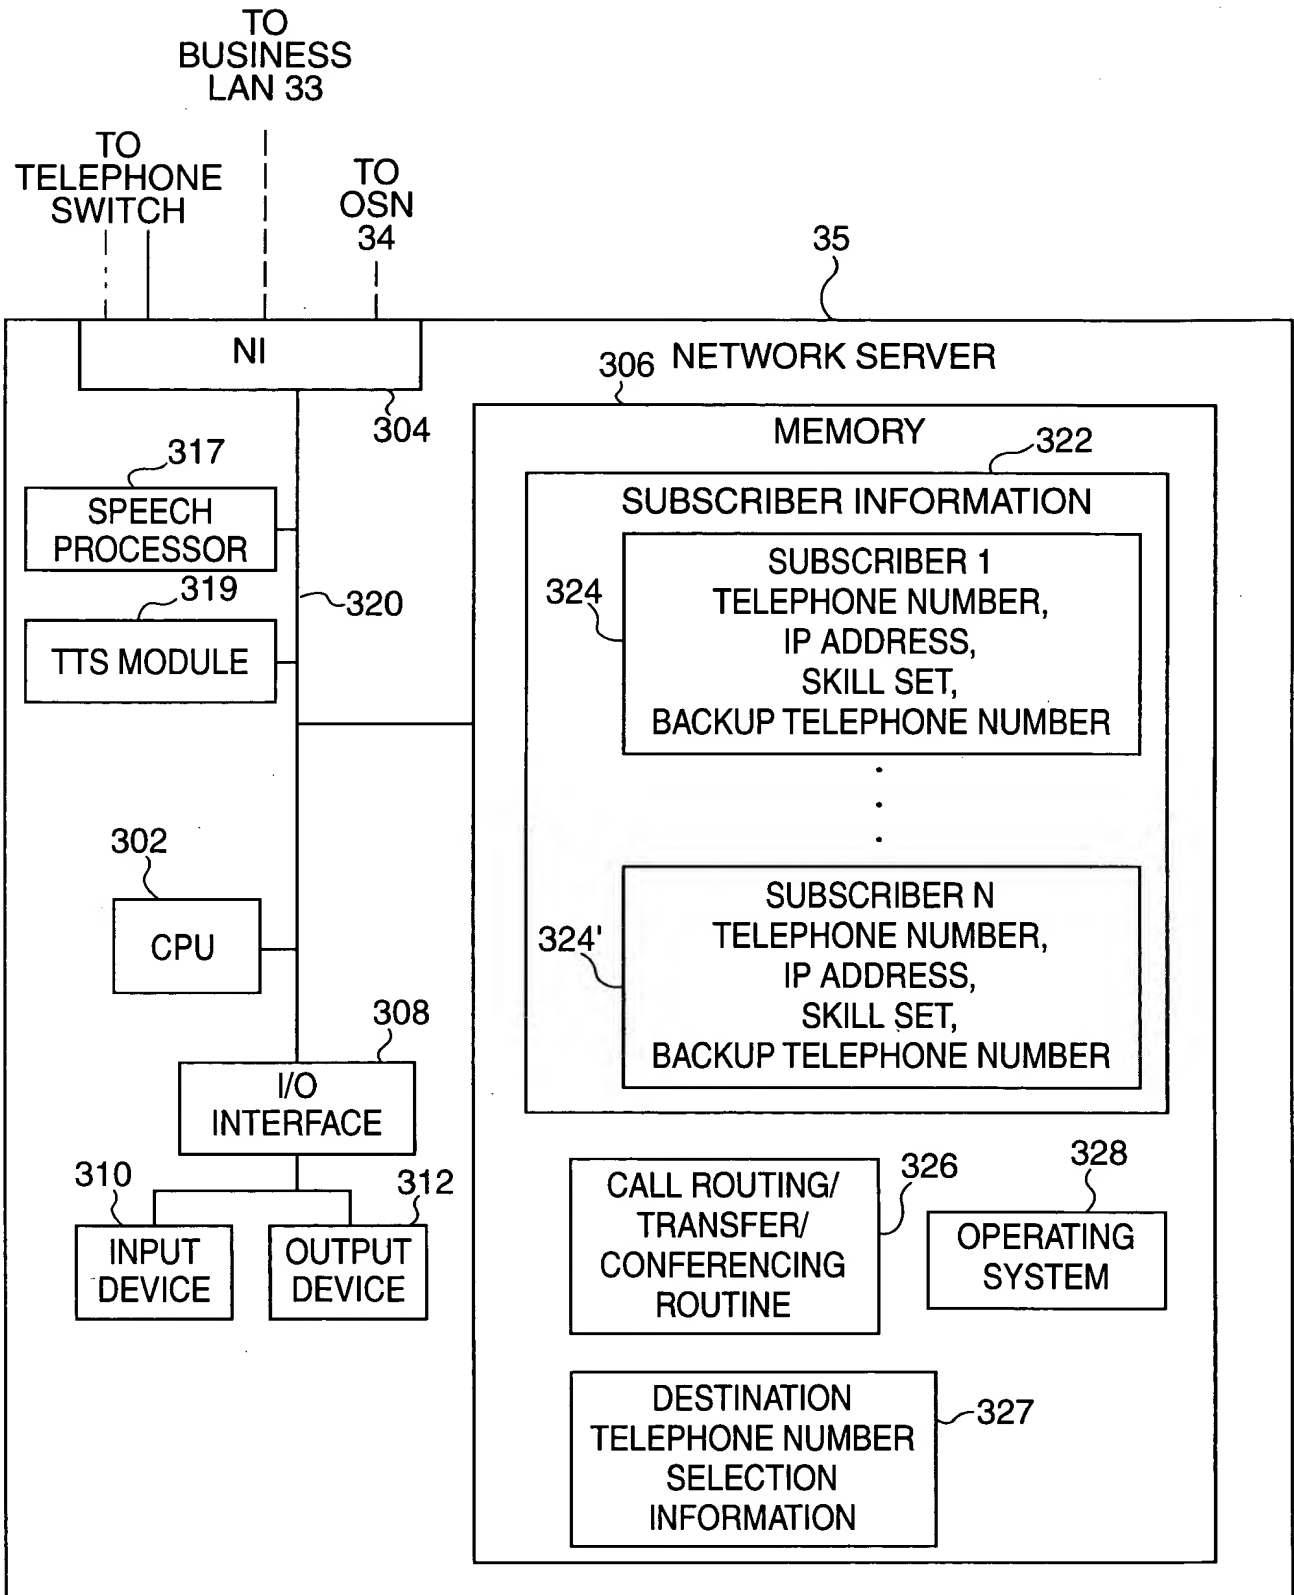 TO
BUSINESS
LAN 33
TO
TELEPHONE
SWITCH
TO
OSN
34
35
NI
NETWORK SERVER
304
306
MEMORY
317
SPEECH
PROCESSOR
319
TTS MODULE
320
322
SUBSCRIBER INFORMATION
324
SUBSCRIBER 1
TELEPHONE NUMBER,
IP ADDRESS,
SKILL SET,
BACKUP TELEPHONE NUMBER
.
.
.
324'
SUBSCRIBER N
TELEPHONE NUMBER,
IP ADDRESS,
SKILL SET,
BACKUP TELEPHONE NUMBER
302
CPU
308
I/O
INTERFACE
310
INPUT
DEVICE
312
OUTPUT
DEVICE
326
CALL ROUTING/
TRANSFER/
CONFERENCING
ROUTINE
328
OPERATING
SYSTEM
327
DESTINATION
TELEPHONE NUMBER
SELECTION
INFORMATION